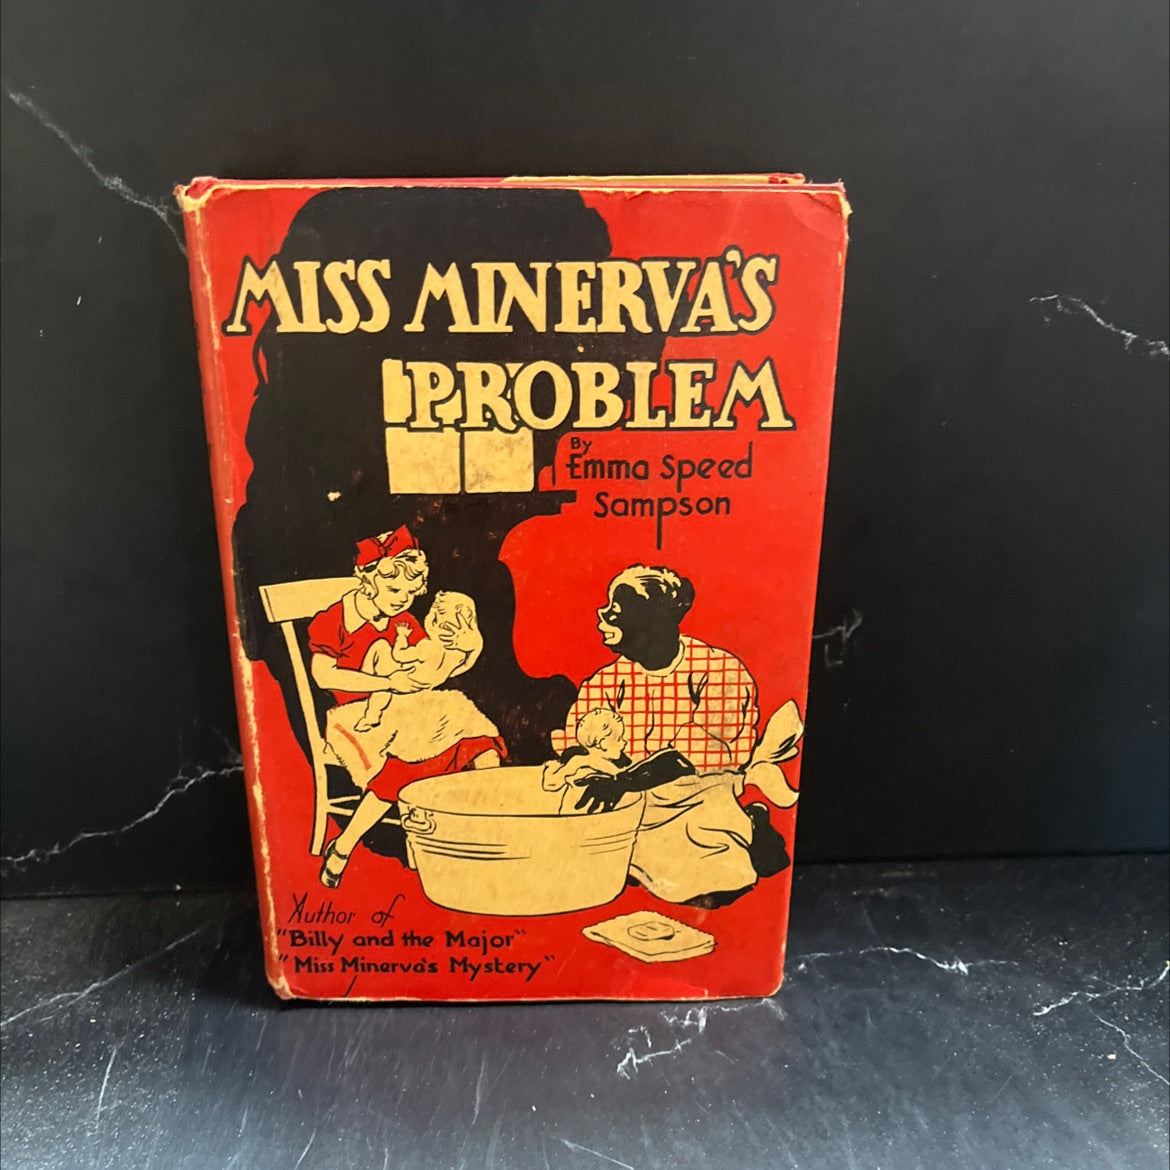 MISS MINERVA'S
PROBLEM
By
Emma Speed
Sampson
Author of
"Billy and the Major"
"Miss Minerva's Mystery"